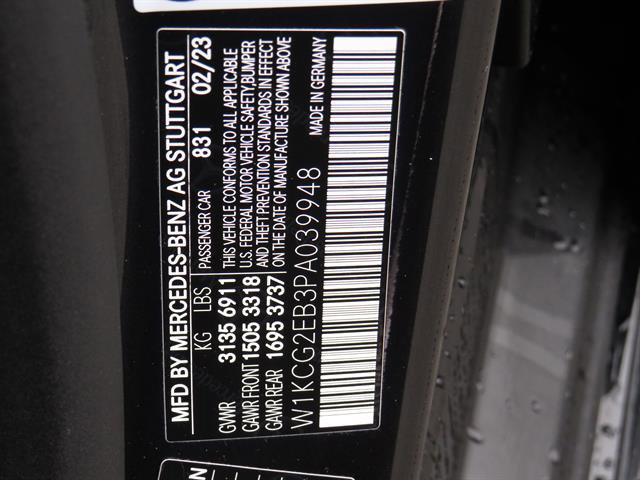 MFD BY MERCEDES-BENZ AG STUTTGART
KG LBS PASSENGER CAR 831 02/23
GVWR 3135 6911
GAWR FRONT 1505 3318
GAWR REAR 1695 3737
THIS VEHICLE CONFORMS TO ALL APPLICABLE
U.S. FEDERAL MOTOR VEHICLE SAFETY, BUMPER
AND THEFT PREVENTION STANDARDS IN EFFECT
ON THE DATE OF MANUFACTURE SHOWN ABOVE
W1KCG2EB3PA039948 MADE IN GERMANY